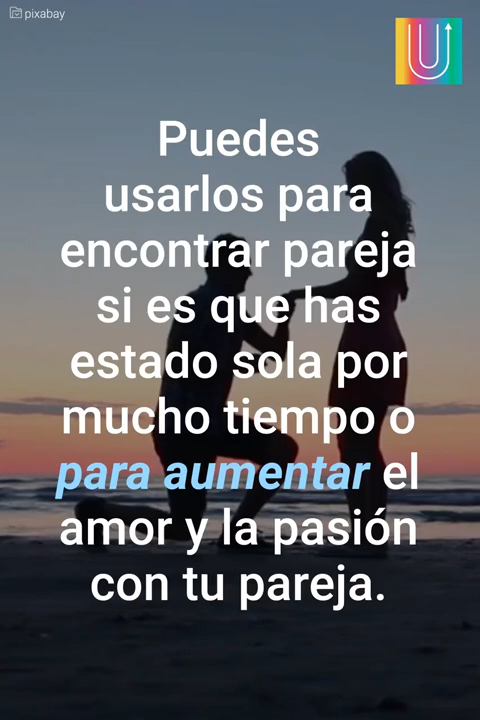 pixabay
Puedes
usarlos para
encontrar pareja
si es que has
estado sola por
mucho tiempo o
para aumentar el
amor y la pasión
con tu pareja.